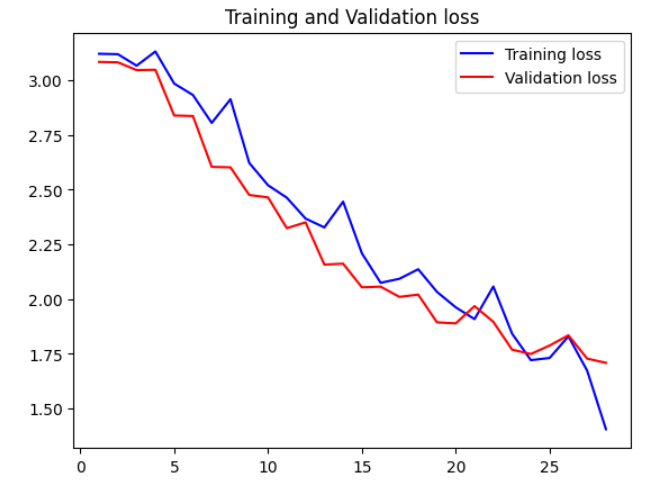 Training and Validation loss
Training loss
Validation loss
3.00
2.75
2.50
2.25
2.00
1.75
1.50
0 5 10 15 20 25